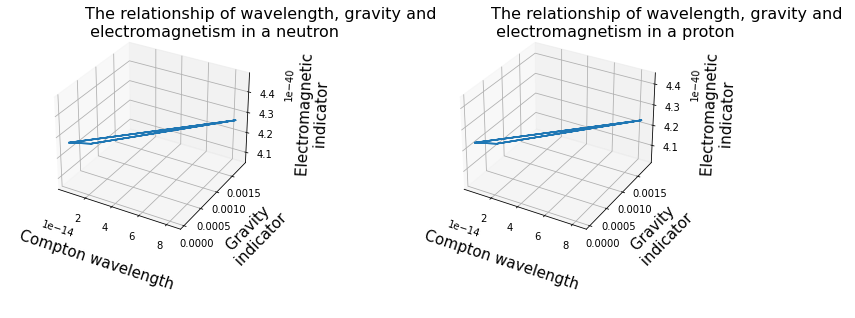 The relationship of wavelength, gravity and
electromagnetism in a neutron
Electromagnetic
indicator
1e−40
4.4
4.3
4.2
4.1
0.0015
0.0010
0.0005
0.0000
Gravity
indicator
2
4
6
8
1e−14
Compton wavelength
The relationship of wavelength, gravity and
electromagnetism in a proton
Electromagnetic
indicator
1e−40
4.4
4.3
4.2
4.1
0.0015
0.0010
0.0005
0.0000
Gravity
indicator
2
4
6
8
1e−14
Compton wavelength